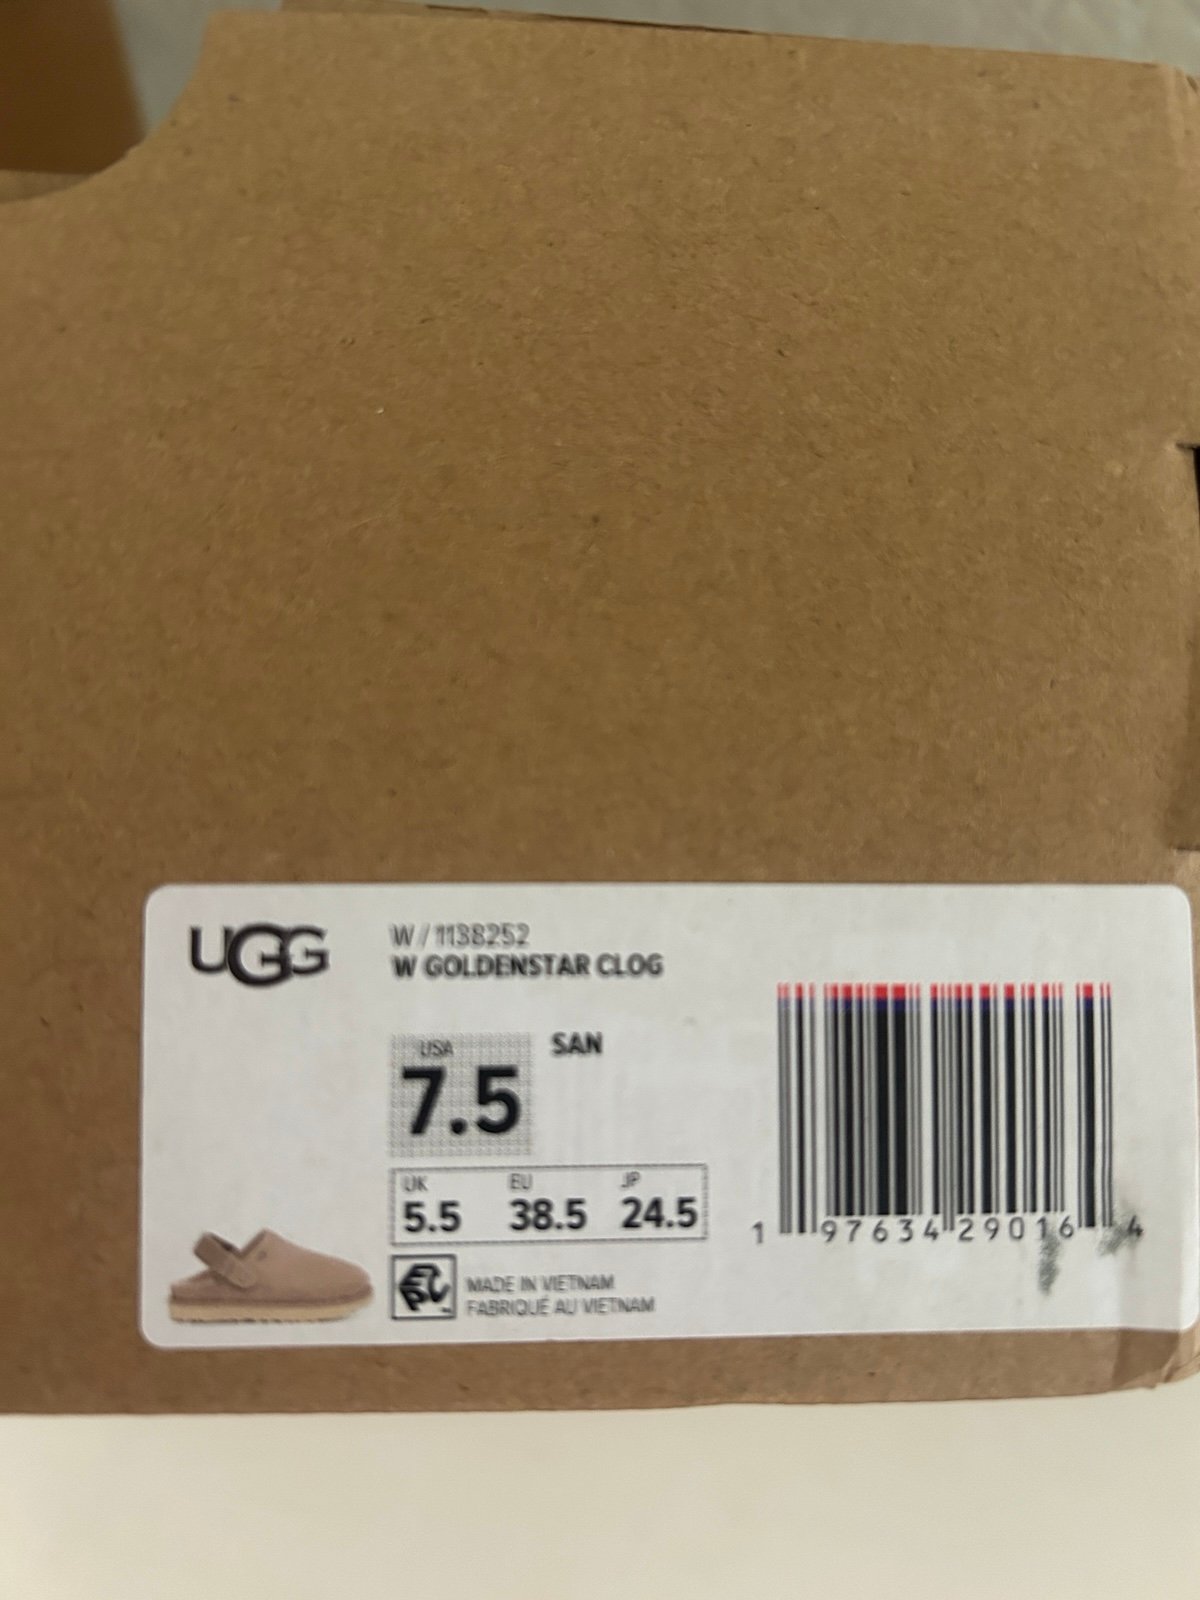 UGG
W / 1138252
W GOLDENSTAR CLOG
USA
7.5
SAN
UK EU JP
5.5 38.5 24.5
MADE IN VIETNAM
FABRIQUÉ AU VIETNAM
1 97634 29016 4